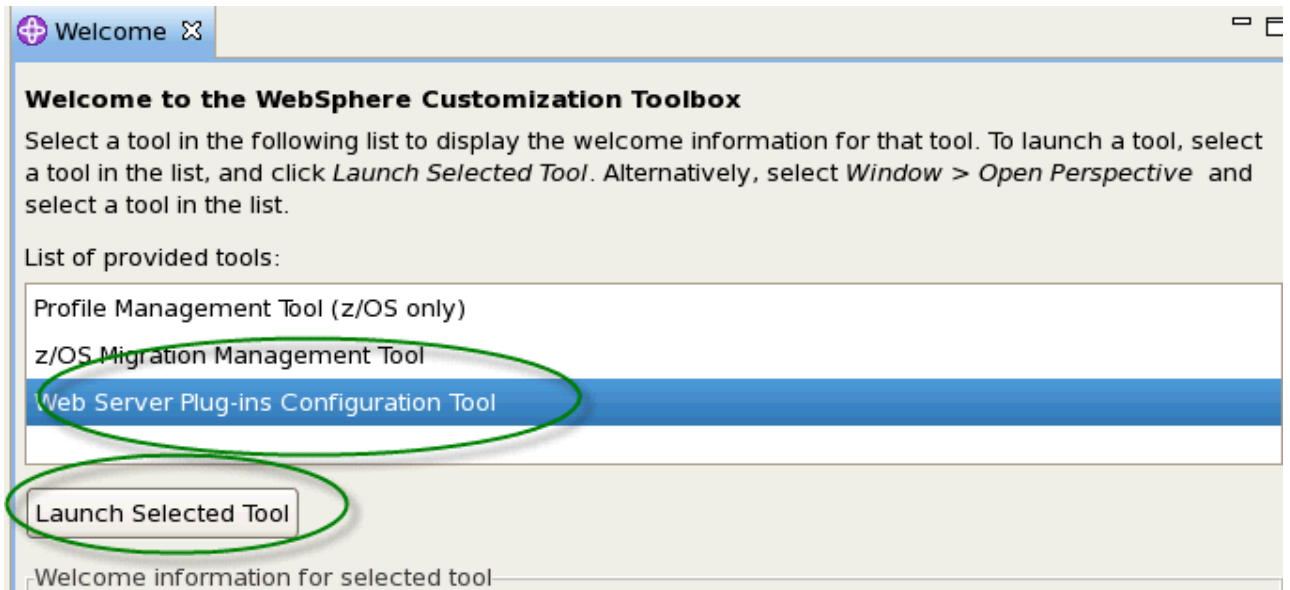 Welcome
Welcome to the WebSphere Customization Toolbox
Select a tool in the following list to display the welcome information for that tool. To launch a tool, select
a tool in the list, and click Launch Selected Tool. Alternatively, select Window > Open Perspective and
select a tool in the list.
List of provided tools:
Profile Management Tool (z/OS only)
z/OS Migration Management Tool
Web Server Plug-ins Configuration Tool
Launch Selected Tool
Welcome information for selected tool